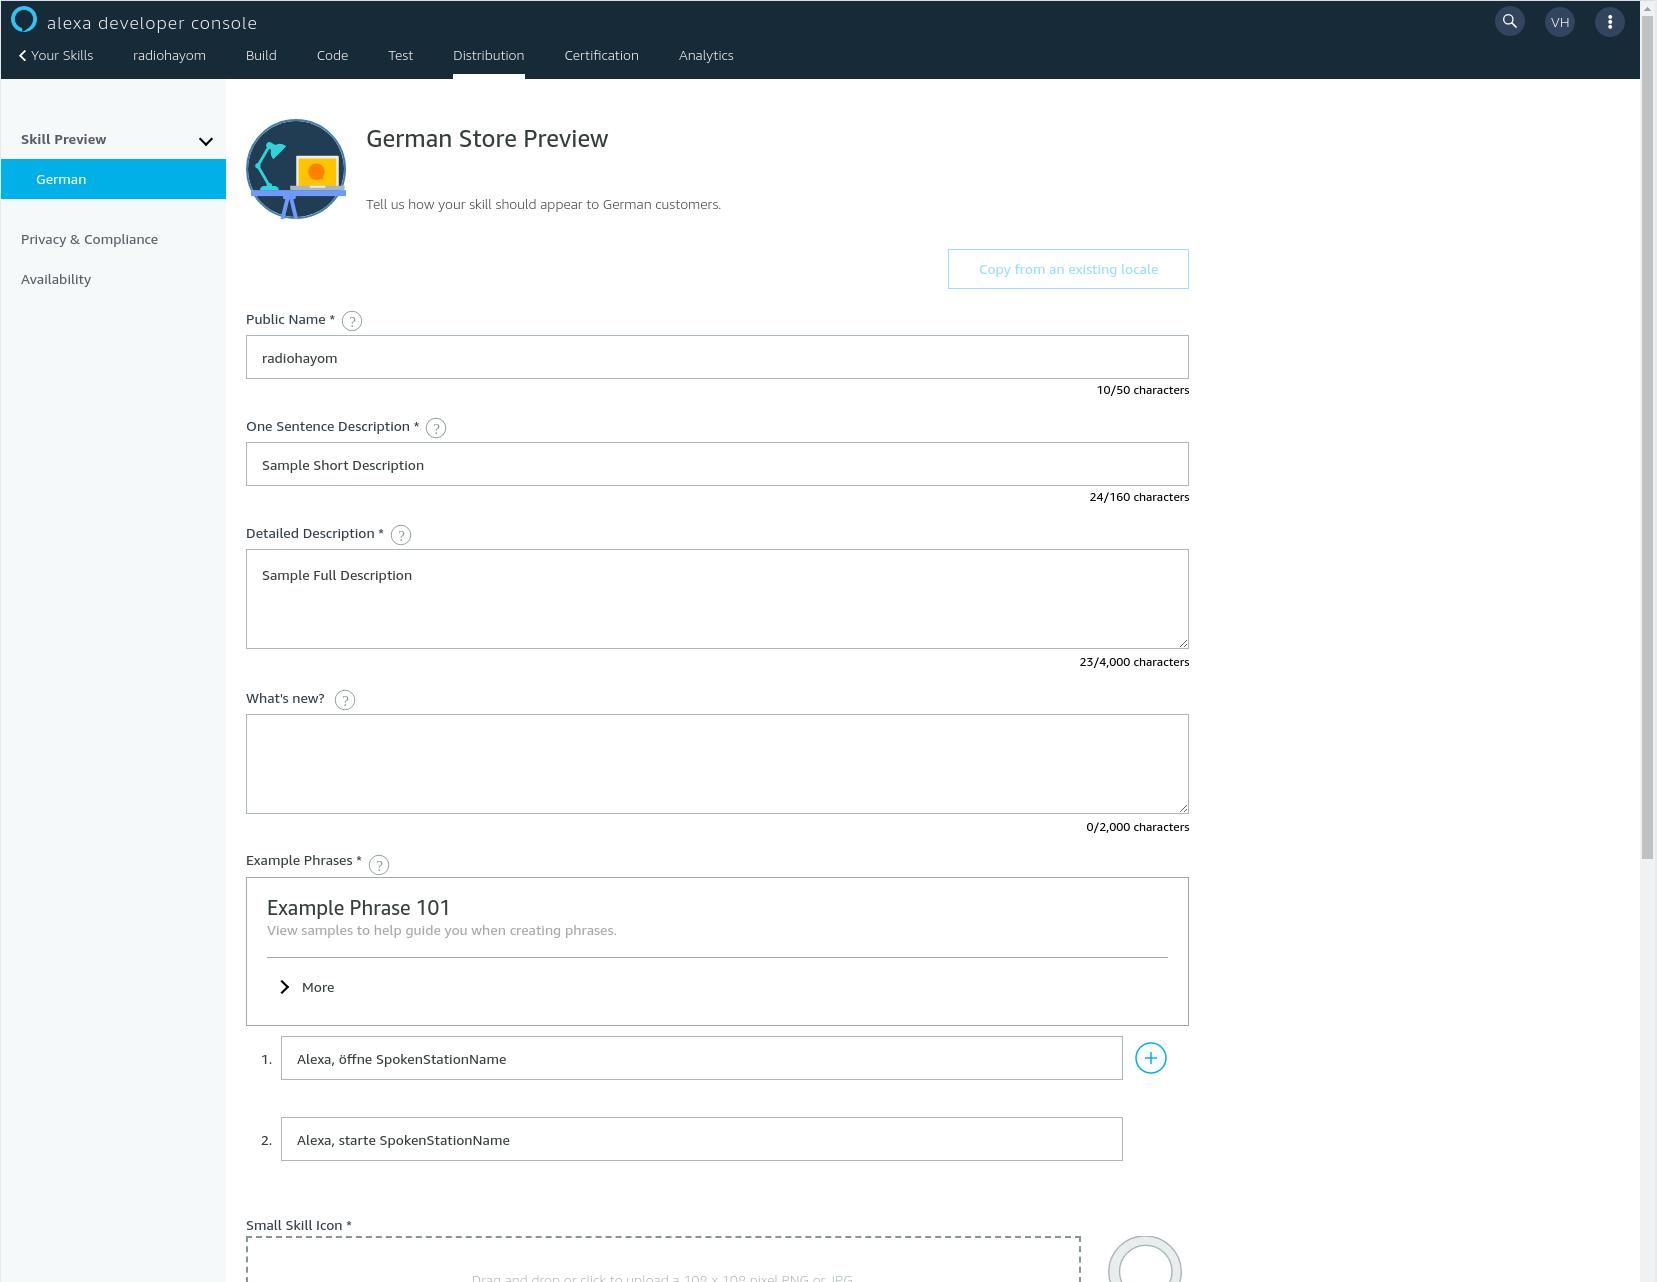 alexa developer console
VH
Your Skills radiohayom Build Code Test Distribution Certification Analytics
Skill Preview
German
Privacy & Compliance
Availability
German Store Preview
Tell us how your skill should appear to German customers.
Copy from an existing locale
Public Name * ?
radiohayom
10/50 characters
One Sentence Description * ?
Sample Short Description
24/160 characters
Detailed Description * ?
Sample Full Description
23/4,000 characters
What's new? ?
0/2,000 characters
Example Phrases * ?
Example Phrase 101
View samples to help guide you when creating phrases.
More
1. Alexa, öffne SpokenStationName
2. Alexa, starte SpokenStationName
Small Skill Icon *
Drag and drop or click to upload a 108 x 108 pixel PNG or JPG